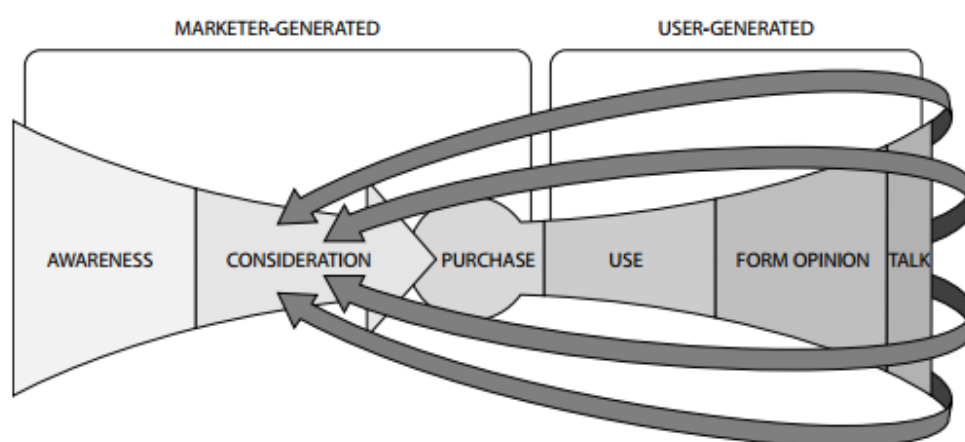 MARKETER-GENERATED
USER-GENERATED
AWARENESS
CONSIDERATION
PURCHASE
USE
FORM OPINION
TALK